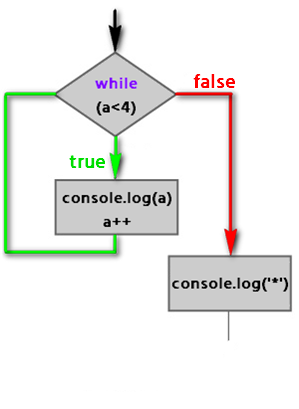 while
(a<4)
false
true
console.log(a)
a++
console.log('*')